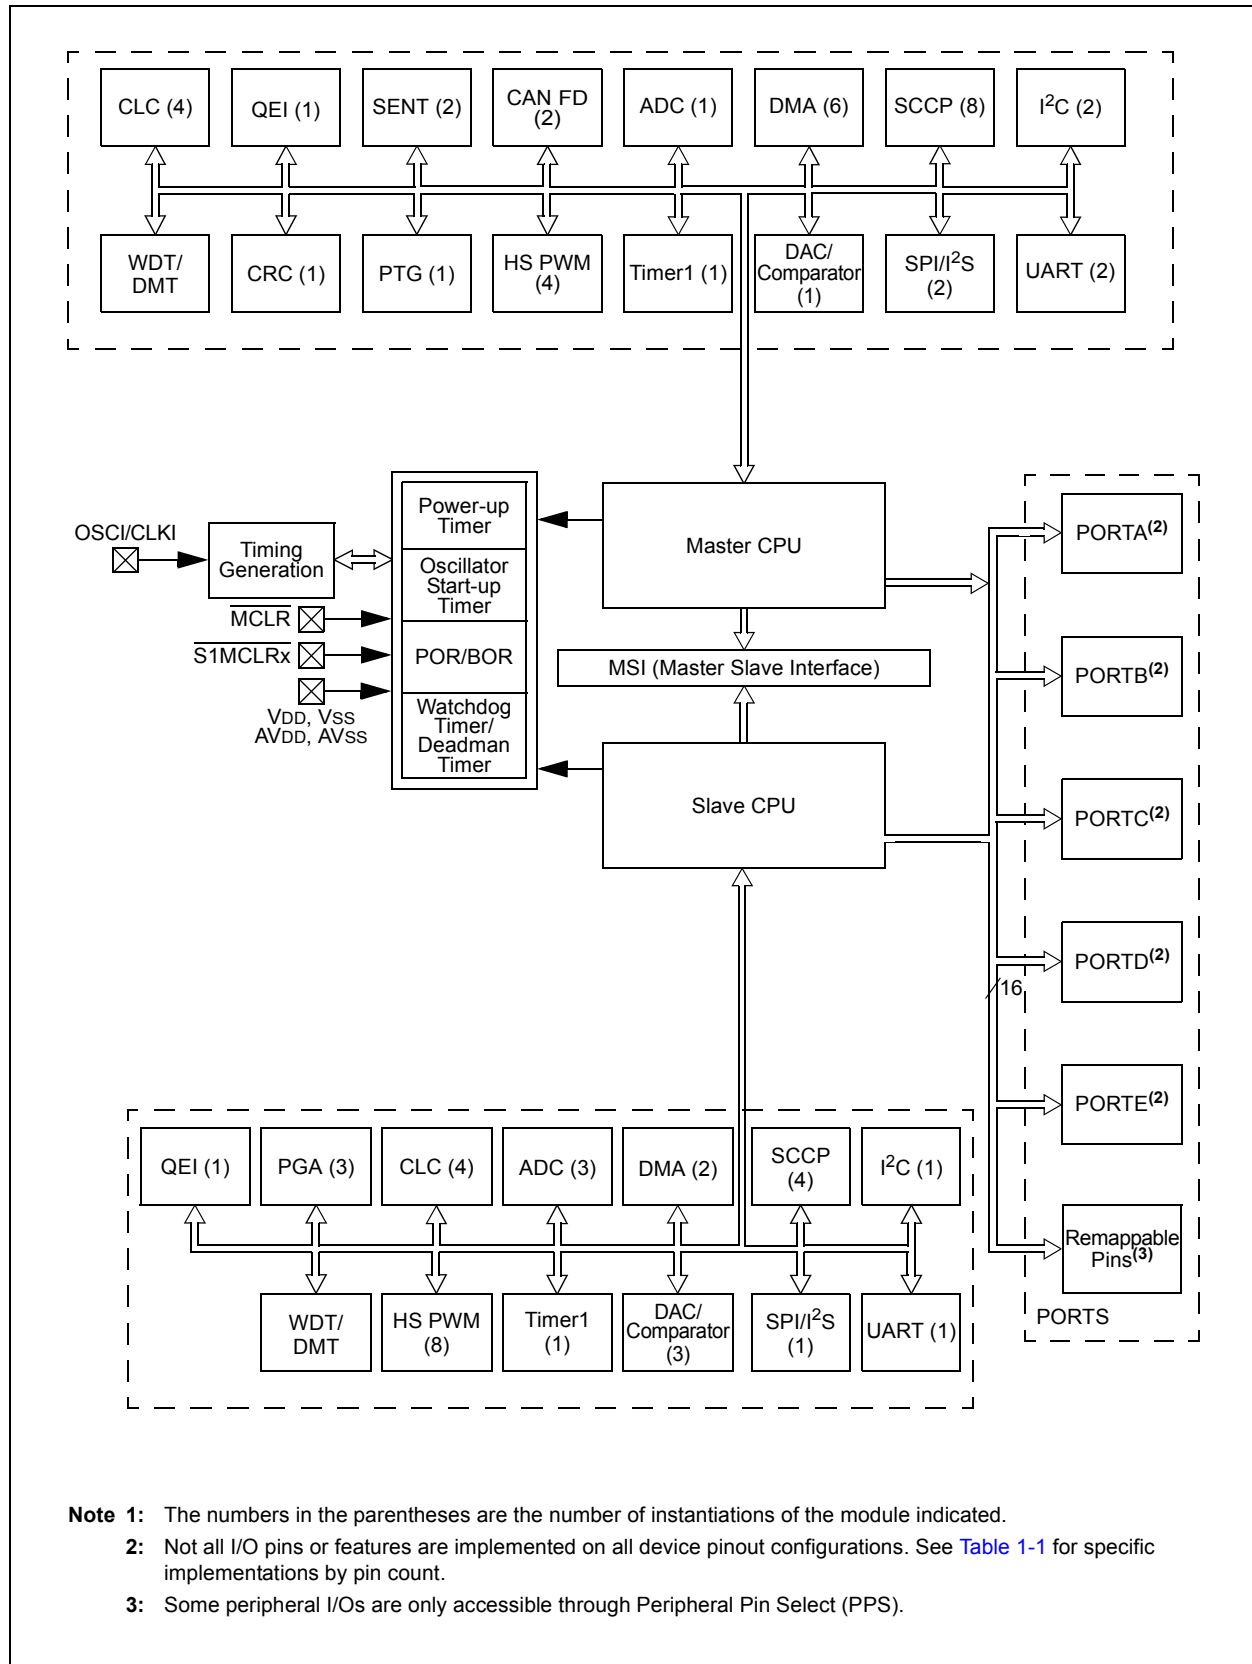 CLC (4)
QEI (1)
SENT (2)
CAN FD
(2)
ADC (1)
DMA (6)
SCCP (8)
I²C (2)
WDT/
DMT
CRC (1)
PTG (1)
HS PWM
(4)
Timer1 (1)
DAC/
Comparator
(1)
SPI/I²S
(2)
UART (2)
OSCI/CLKI
Timing
Generation
MCLR
S1MCLRx
VDD, VSS
AVDD, AVSS
Power-up
Timer
Oscillator
Start-up
Timer
POR/BOR
Watchdog
Timer/
Deadman
Timer
Master CPU
MSI (Master Slave Interface)
Slave CPU
PORTA(2)
PORTB(2)
PORTC(2)
PORTD(2)
16
PORTE(2)
Remappable
Pins(3)
PORTS
QEI (1)
PGA (3)
CLC (4)
ADC (3)
DMA (2)
SCCP
(4)
I²C (1)
WDT/
DMT
HS PWM
(8)
Timer1
(1)
DAC/
Comparator
(3)
SPI/I²S
(1)
UART (1)
Note 1: The numbers in the parentheses are the number of instantiations of the module indicated.
2: Not all I/O pins or features are implemented on all device pinout configurations. See Table 1-1 for specific
implementations by pin count.
3: Some peripheral I/Os are only accessible through Peripheral Pin Select (PPS).